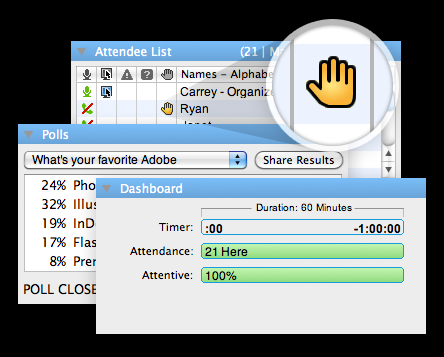 Attendee List
(21 | M
Names – Alphabe
Carrey - Organize
Ryan
Janet
Polls
What's your favorite Adobe
Share Results
24% Pho
32% Illus
19% InD
17% Flas
8% Prer
POLL CLOSE
Dashboard
Duration: 60 Minutes
Timer: :00 -1:00:00
Attendance: 21 Here
Attentive: 100%